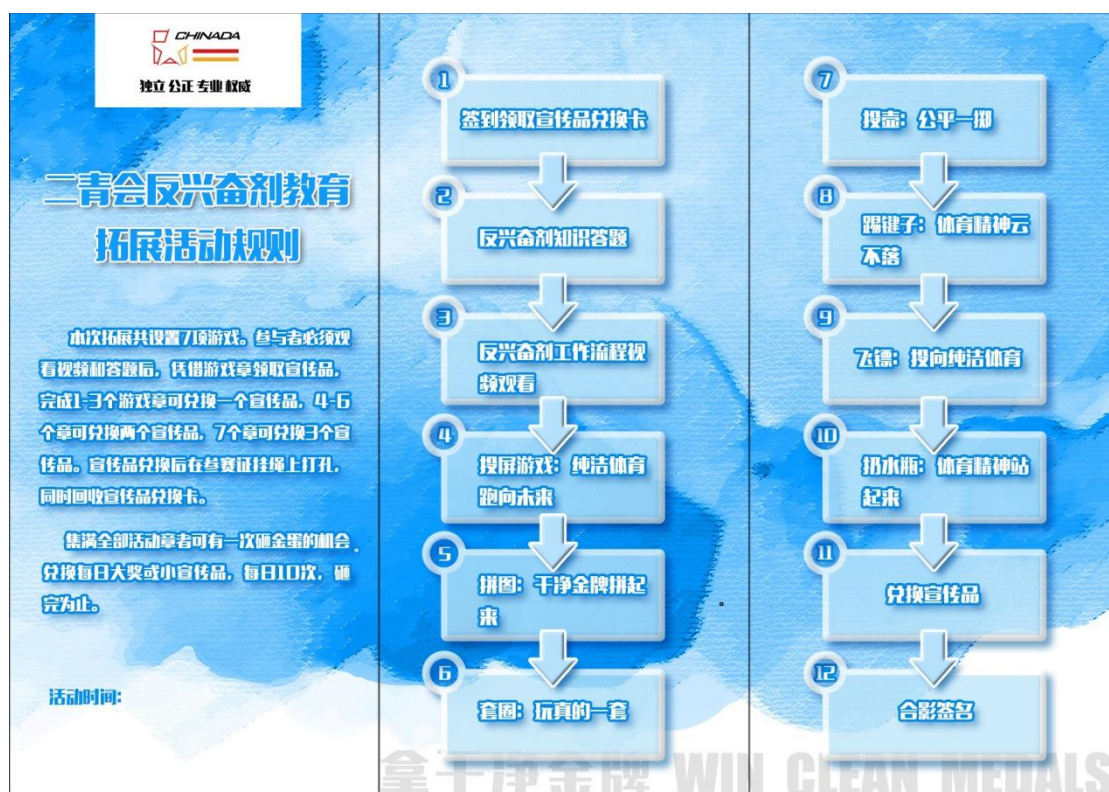 CHINADA
独立 公正 专业 权威
二青会反兴奋剂教育
拓展活动规则
本次拓展共设置7项游戏。参与者必须观
看视频和答题后，凭借游戏章领取宣传品，
完成1-3个游戏章可兑换一个宣传品，4-6
个章可兑换两个宣传品，7个章可兑换3个宣
传品。宣传品兑换后在参赛证挂绳上打孔，
同时回收宣传品兑换卡。
集满全部活动章者可有一次砸金蛋的机会。
兑换每日大奖或小宣传品，每日10次，砸
完为止。
活动时间：
1
签到领取宣传品兑换卡
2
反兴奋剂知识答题
3
反兴奋剂工作流程视
频观看
4
投屏游戏：纯洁体育
跑向未来
5
拼图：干净金牌拼起
来
6
套圈：玩真的一套
7
投壶：公平一掷
8
踢键子：体育精神云
不落
9
飞镖：投向纯洁体育
10
扔水瓶：体育精神站
起来
11
兑换宣传品
12
合影签名
拿干净金牌 WIN CLEAN MEDALS